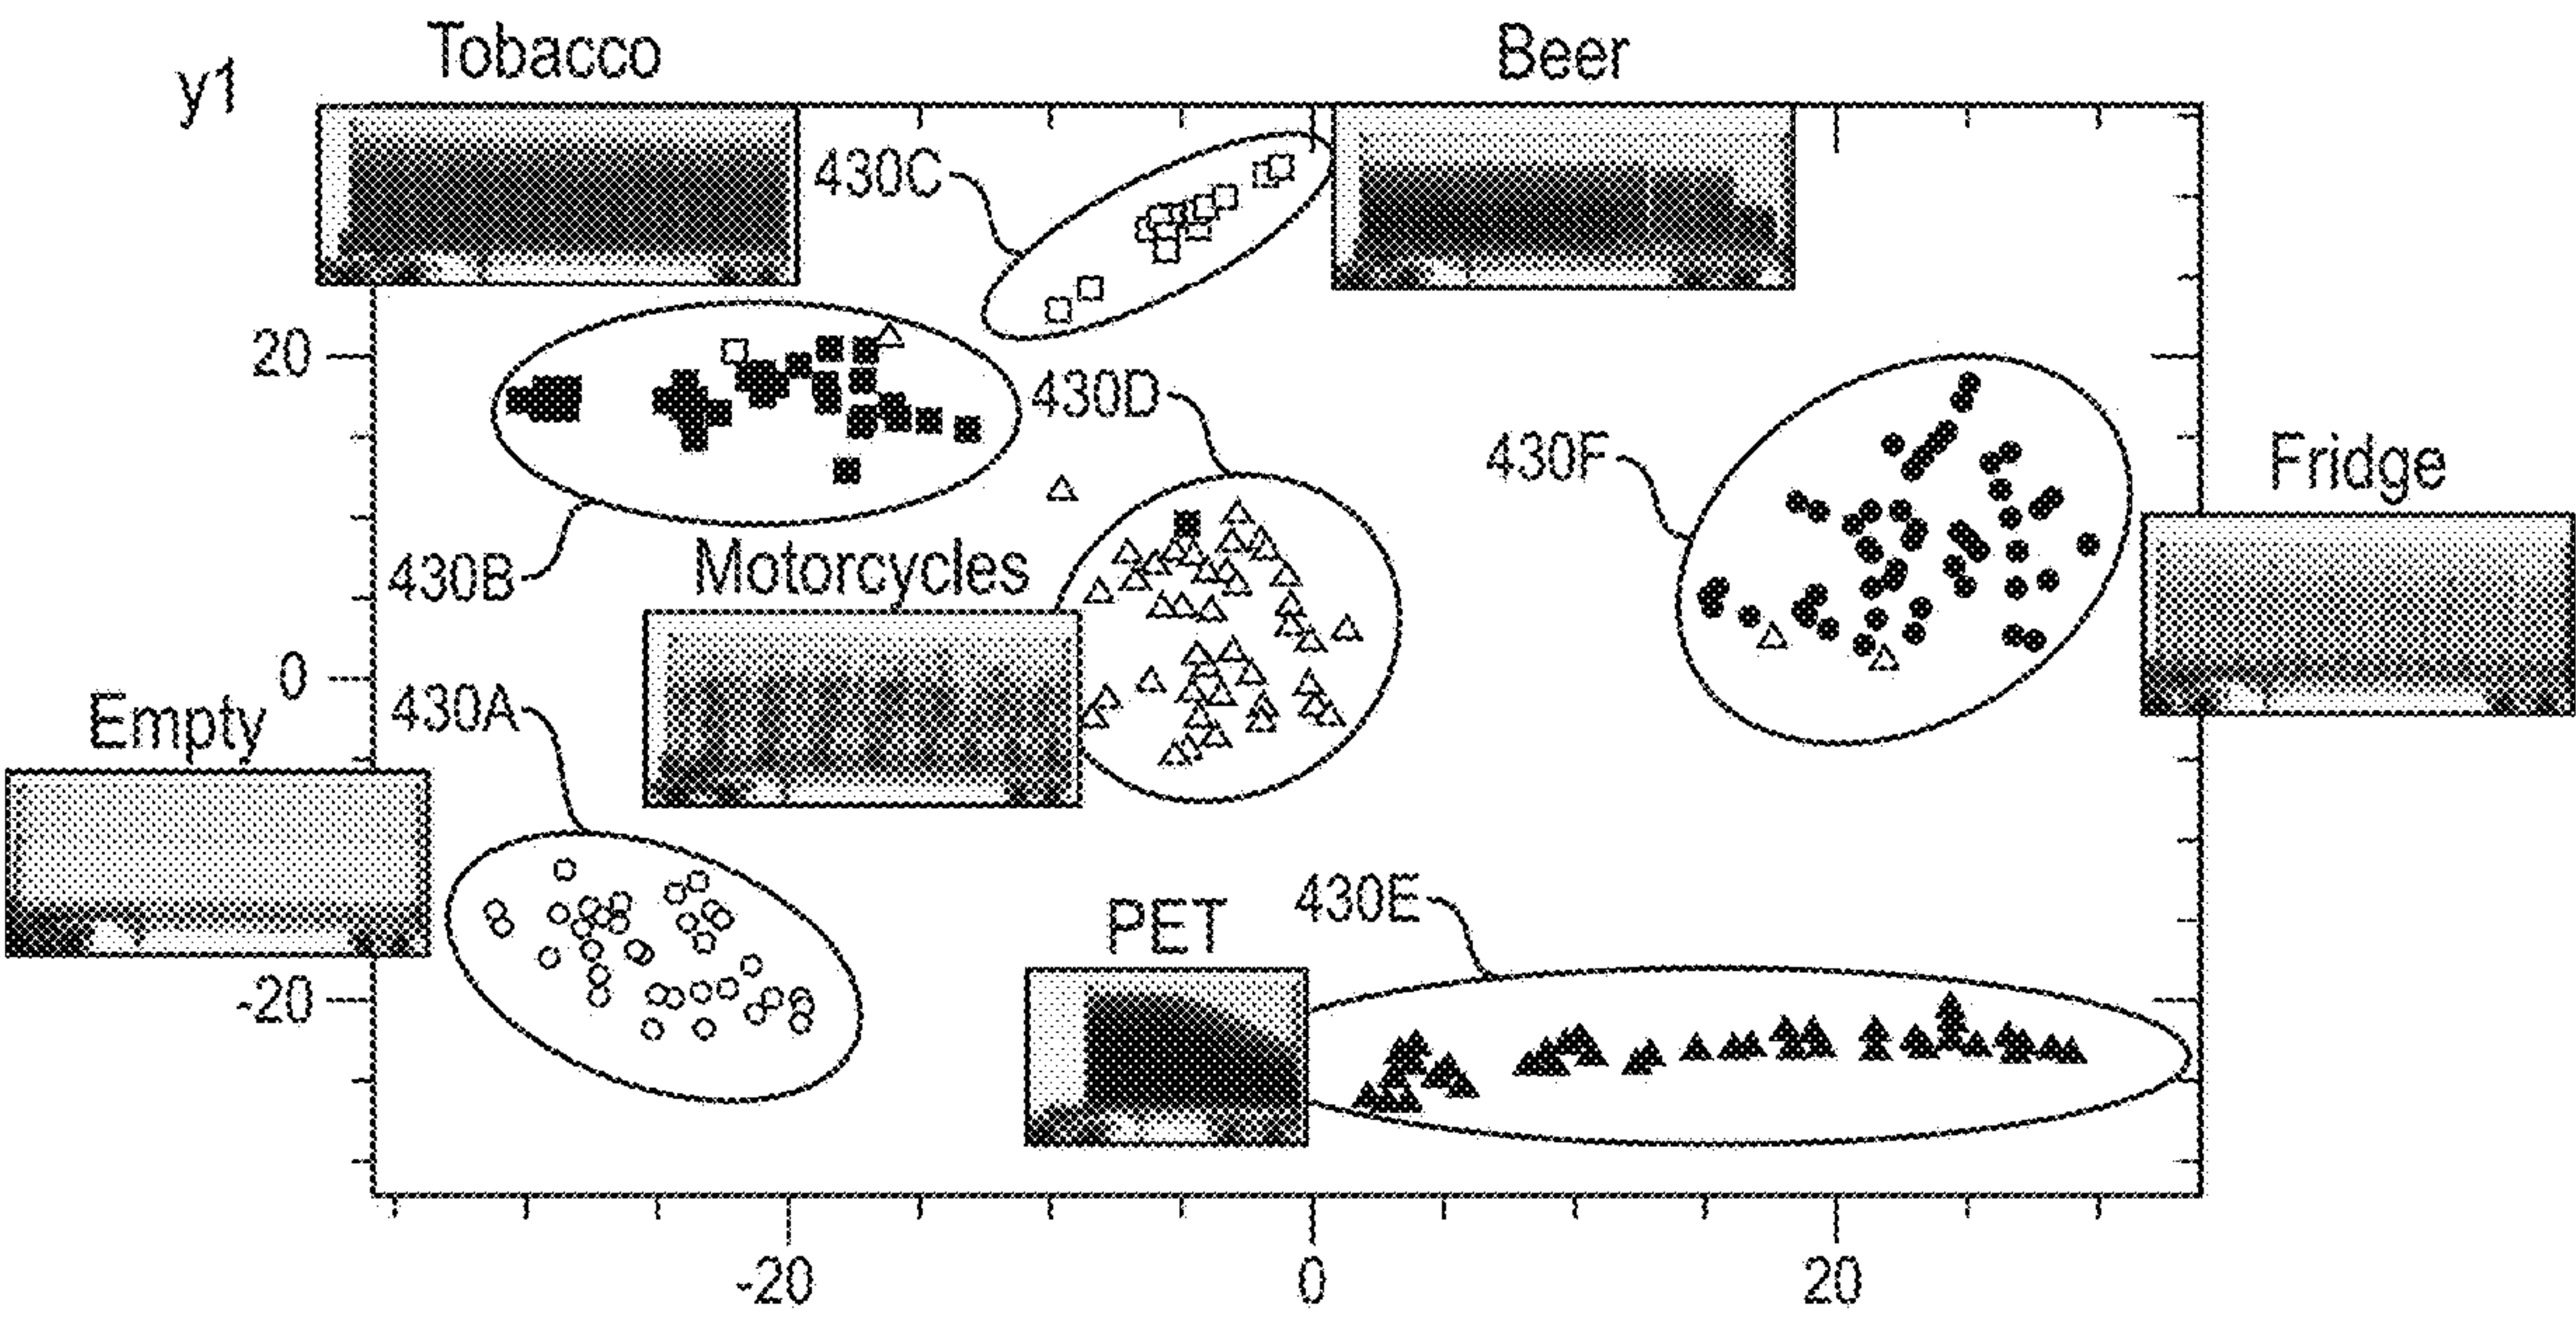 Tobacco
Beer
y1
430C
20
430D
430F
Fridge
430B
Motorcycles
0
430A
Empty
430E
PET
-20
-20
0
20